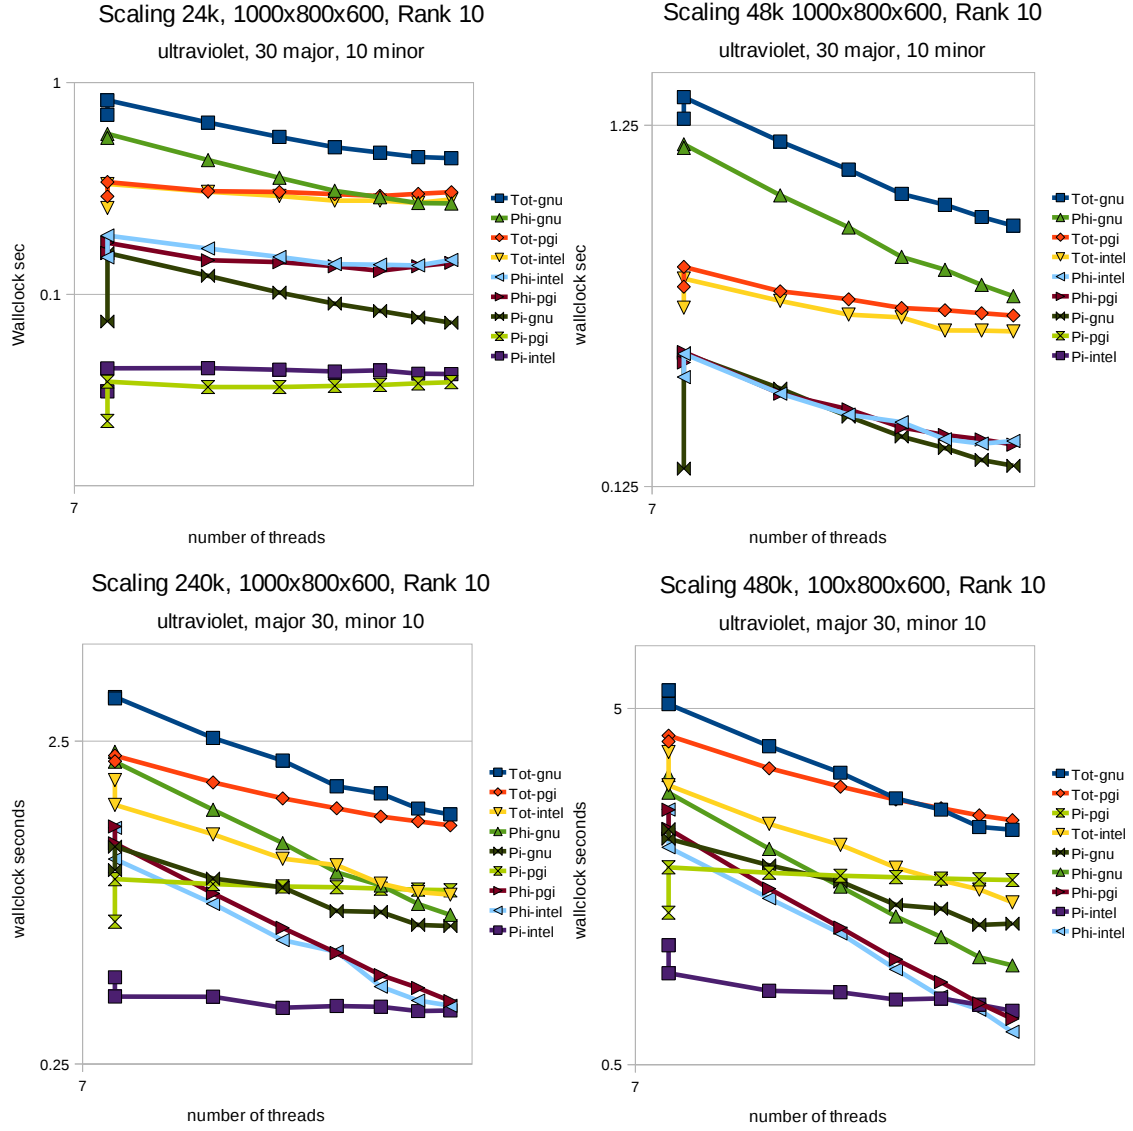 Scaling 24k, 1000x800x600, Rank 10
ultraviolet, 30 major, 10 minor
1
0.1
7
Wallclock sec
number of threads
Tot-gnu
Phi-gnu
Tot-pgi
Tot-intel
Phi-intel
Phi-pgi
Pi-gnu
Pi-pgi
Pi-intel
Scaling 48k 1000x800x600, Rank 10
ultraviolet, 30 major, 10 minor
1.25
0.125
7
wallclock sec
number of threads
Tot-gnu
Phi-gnu
Tot-pgi
Tot-intel
Phi-intel
Phi-pgi
Pi-gnu
Pi-pgi
Pi-intel
Scaling 240k, 1000x800x600, Rank 10
ultraviolet, major 30, minor 10
2.5
0.25
7
wallclock seconds
number of threads
Tot-gnu
Tot-pgi
Tot-intel
Phi-gnu
Pi-gnu
Pi-pgi
Phi-pgi
Phi-intel
Pi-intel
Scaling 480k, 100x800x600, Rank 10
ultraviolet, major 30, minor 10
5
0.5
7
wallclock seconds
number of threads
Tot-gnu
Tot-pgi
Pi-pgi
Tot-intel
Pi-gnu
Phi-gnu
Phi-pgi
Pi-intel
Phi-intel